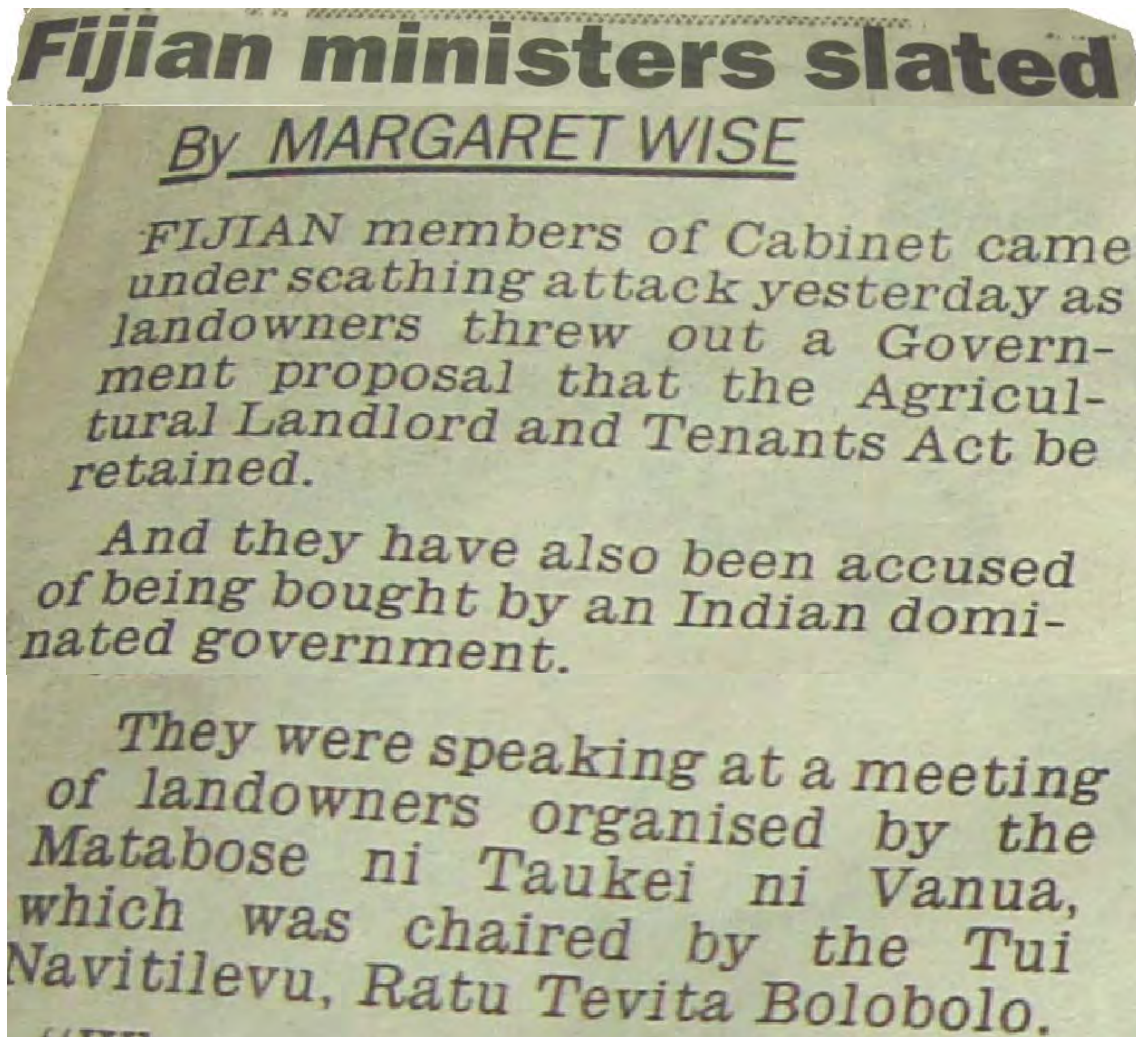 Fijian ministers slated
By MARGARET WISE
FIJIAN members of Cabinet came
under scathing attack yesterday as
landowners threw out a Govern-
ment proposal that the Agricul-
tural Landlord and Tenants Act be
retained.
And they have also been accused
of being bought by an Indian domi-
nated government.
They were speaking at a meeting
of landowners organised by the
Matabose ni Taukei ni Vanua,
which was chaired by the Tui
Navitilevu, Ratu Tevita Bolobolo.